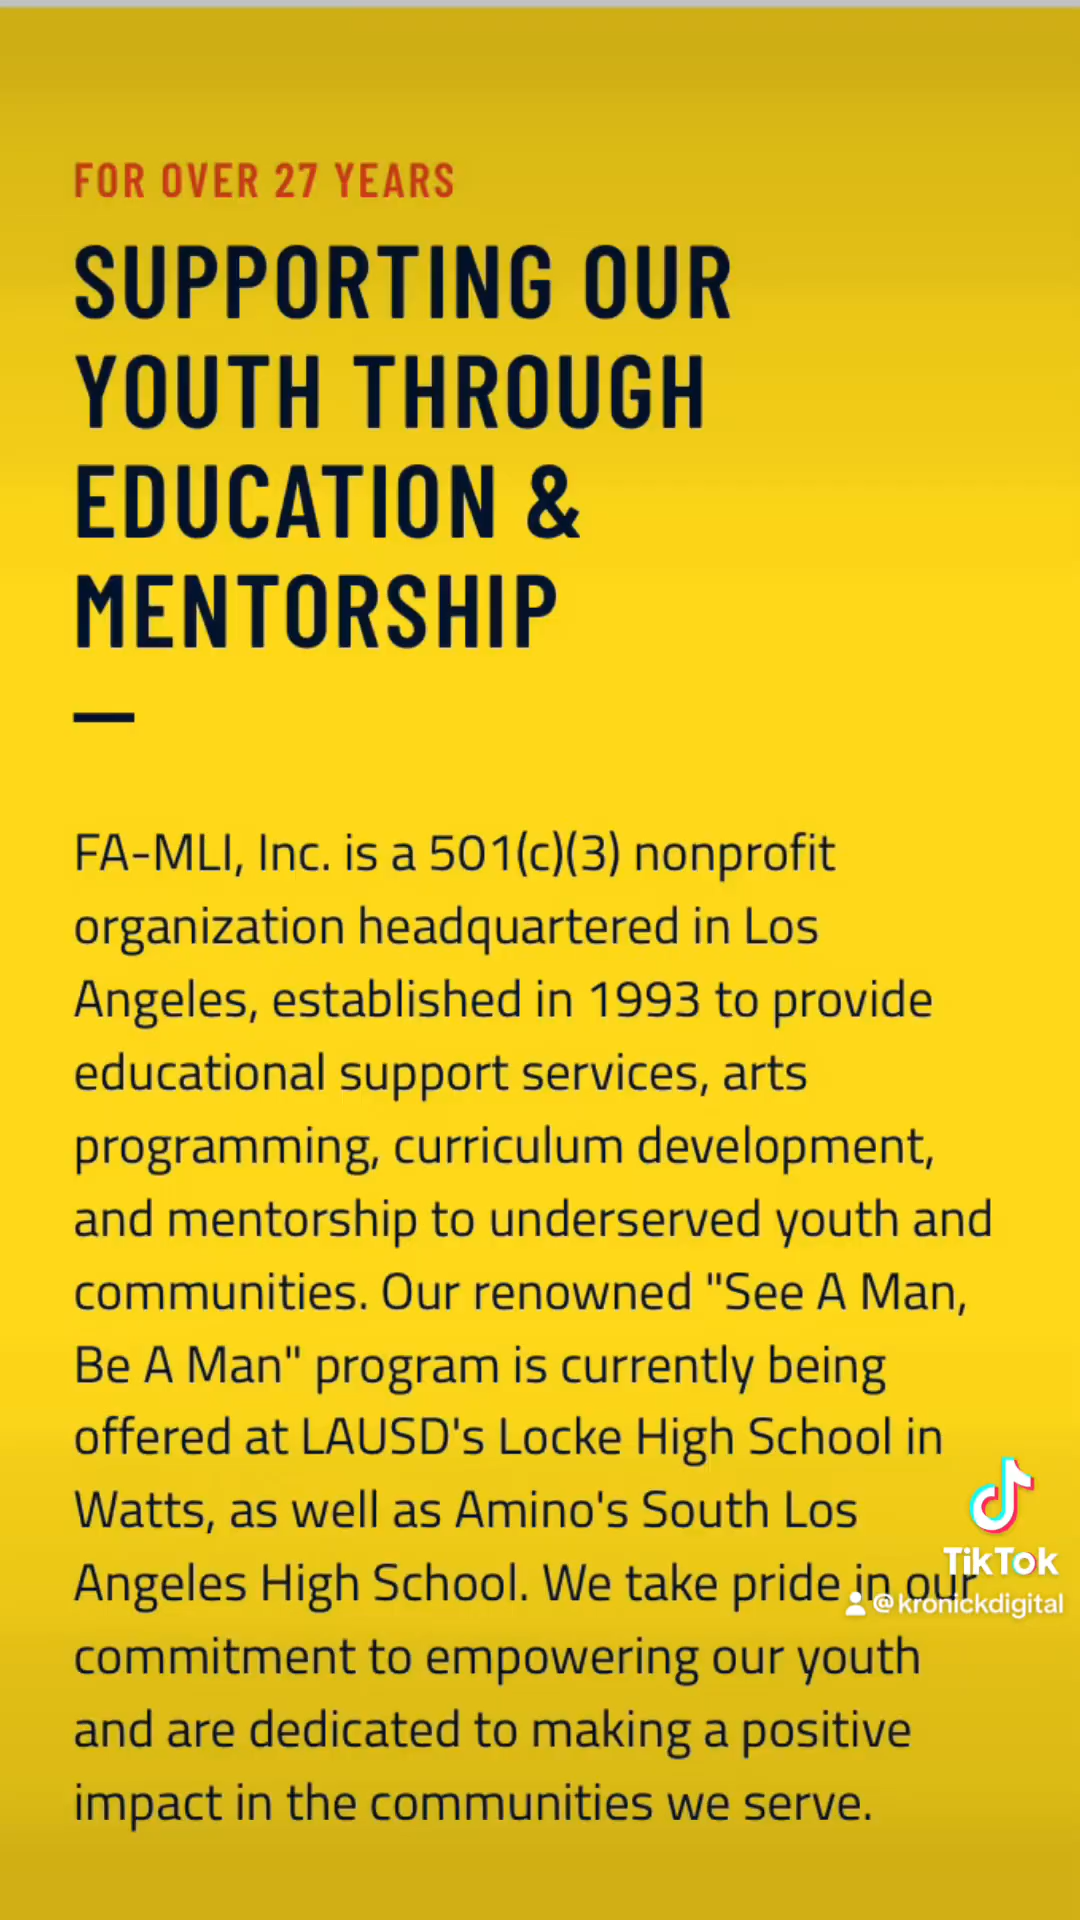 FOR OVER 27 YEARS
SUPPORTING OUR
YOUTH THROUGH
EDUCATION &
MENTORSHIP
FA-MLI, Inc. is a 501(c)(3) nonprofit
organization headquartered in Los
Angeles, established in 1993 to provide
educational support services, arts
programming, curriculum development,
and mentorship to underserved youth and
communities. Our renowned "See A Man,
Be A Man" program is currently being
offered at LAUSD's Locke High School in
Watts, as well as Amino's South Los
Angeles High School. We take pride in our
commitment to empowering our youth
and are dedicated to making a positive
impact in the communities we serve.
TikTok
@kronickdigital